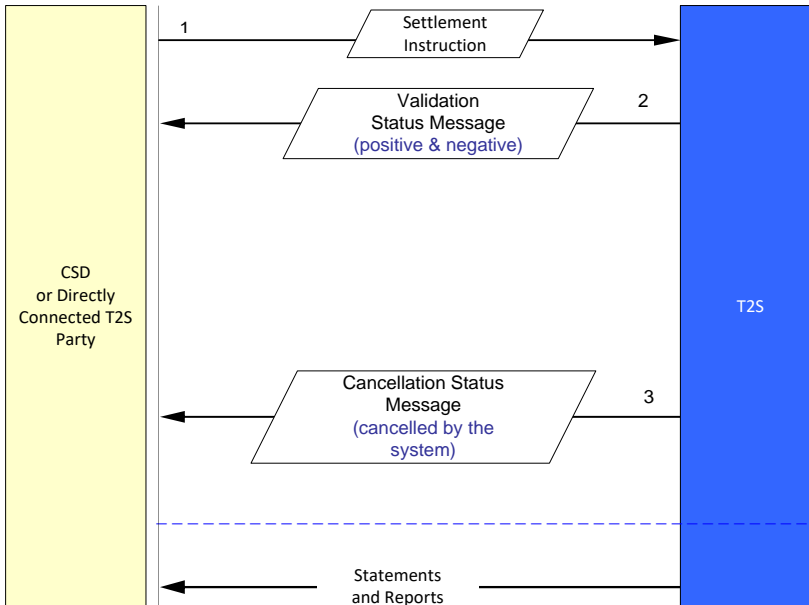 1
Settlement
Instruction
Validation
Status Message
(positive & negative)
2
CSD
or Directly
Connected T2S
Party
T2S
Cancellation Status
Message
(cancelled by the
system)
3
Statements
and Reports